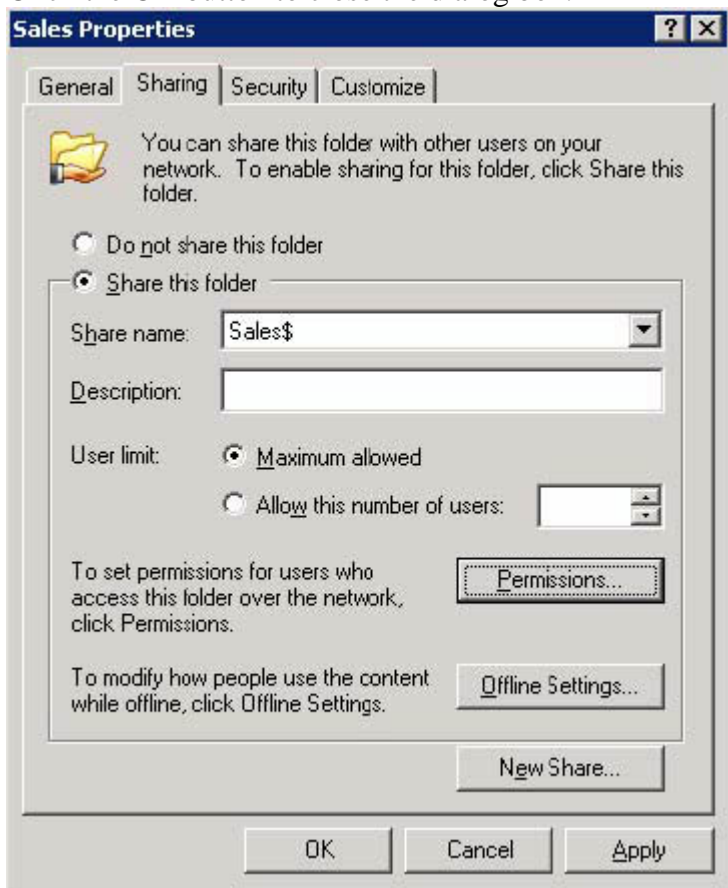 Sales Properties
General Sharing Security Customize
You can share this folder with other users on your
network. To enable sharing for this folder, click Share this
folder.
Do not share this folder
Share this folder
Share name: Sales$
Description:
User limit: Maximum allowed
Allow this number of users:
To set permissions for users who
access this folder over the network,
click Permissions.
Permissions...
To modify how people use the content
while offline, click Offline Settings.
Offline Settings...
New Share...
OK Cancel Apply